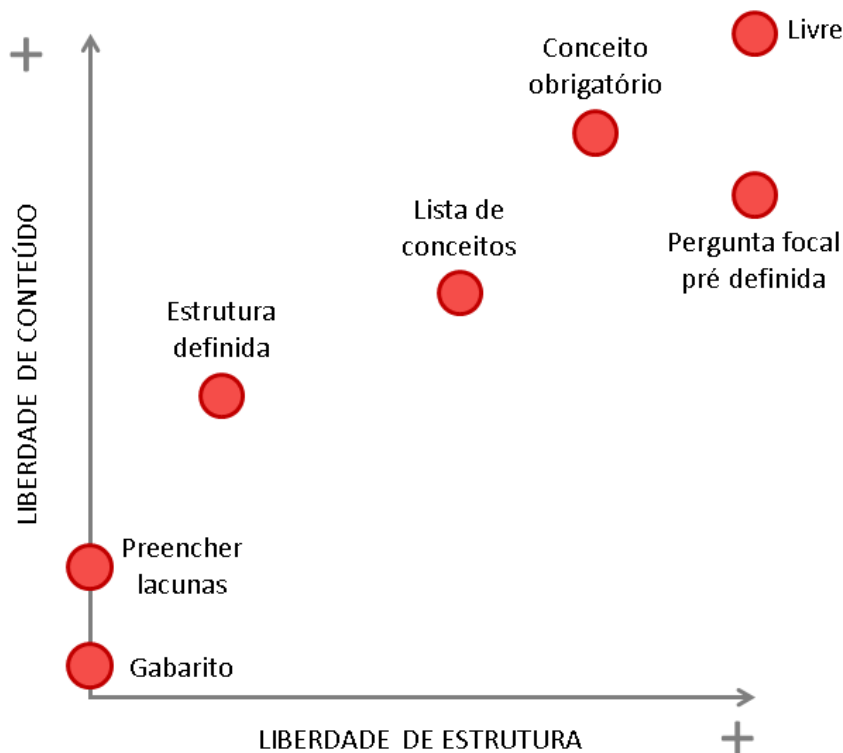 +
Livre
Conceito
obrigatório
Lista de
conceitos
Pergunta focal
pré definida
Estrutura
definida
Preencher
lacunas
Gabarito
LIBERDADE DE CONTEÚDO
LIBERDADE DE ESTRUTURA
+